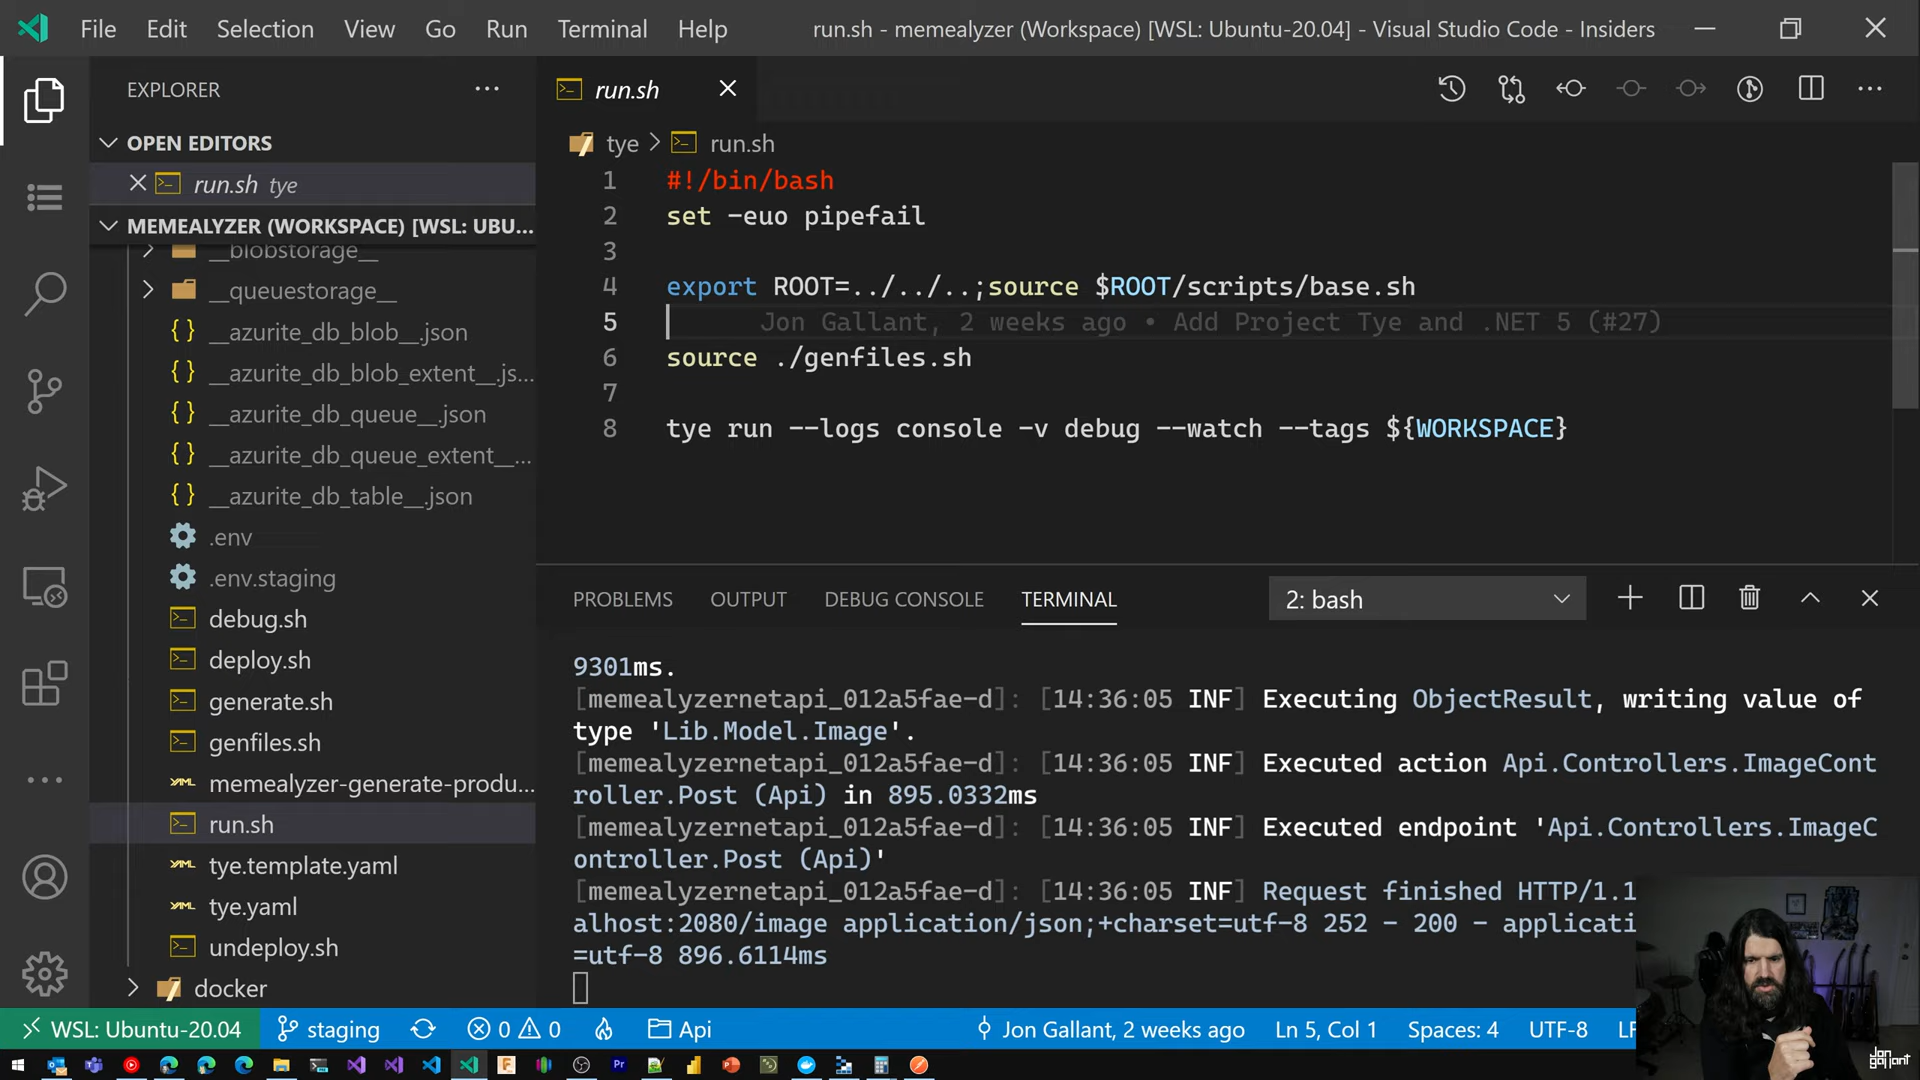 File Edit Selection View Go Run Terminal Help
run.sh - memealyzer (Workspace) [WSL: Ubuntu-20.04] - Visual Studio Code - Insiders
EXPLORER
OPEN EDITORS
run.sh tye
MEMEALYZER (WORKSPACE) [WSL: UBU...
__blobstorage__
__queuestorage__
__azurite_db_blob__.json
__azurite_db_blob_extent__.js...
__azurite_db_queue__.json
__azurite_db_queue_extent__...
__azurite_db_table__.json
.env
.env.staging
debug.sh
deploy.sh
generate.sh
genfiles.sh
memealyzer-generate-produ...
run.sh
tye.template.yaml
tye.yaml
undeploy.sh
docker
run.sh
tye > run.sh
1 #!/bin/bash
2 set -euo pipefail
3
4 export ROOT=../../..;source $ROOT/scripts/base.sh
5 Jon Gallant, 2 weeks ago • Add Project Tye and .NET 5 (#27)
6 source ./genfiles.sh
7
8 tye run --logs console -v debug --watch --tags ${WORKSPACE}
PROBLEMS OUTPUT DEBUG CONSOLE TERMINAL 2: bash
9301ms.
[memealyzernetapi_012a5fae-d]: [14:36:05 INF] Executing ObjectResult, writing value of
type 'Lib.Model.Image'.
[memealyzernetapi_012a5fae-d]: [14:36:05 INF] Executed action Api.Controllers.ImageCont
roller.Post (Api) in 895.0332ms
[memealyzernetapi_012a5fae-d]: [14:36:05 INF] Executed endpoint 'Api.Controllers.ImageC
ontroller.Post (Api)'
[memealyzernetapi_012a5fae-d]: [14:36:05 INF] Request finished HTTP/1.1
alhost:2080/image application/json;+charset=utf-8 252 - 200 - applicati
=utf-8 896.6114ms
WSL: Ubuntu-20.04 staging 0 0 Api Jon Gallant, 2 weeks ago Ln 5, Col 1 Spaces: 4 UTF-8 LF
jon
gallant